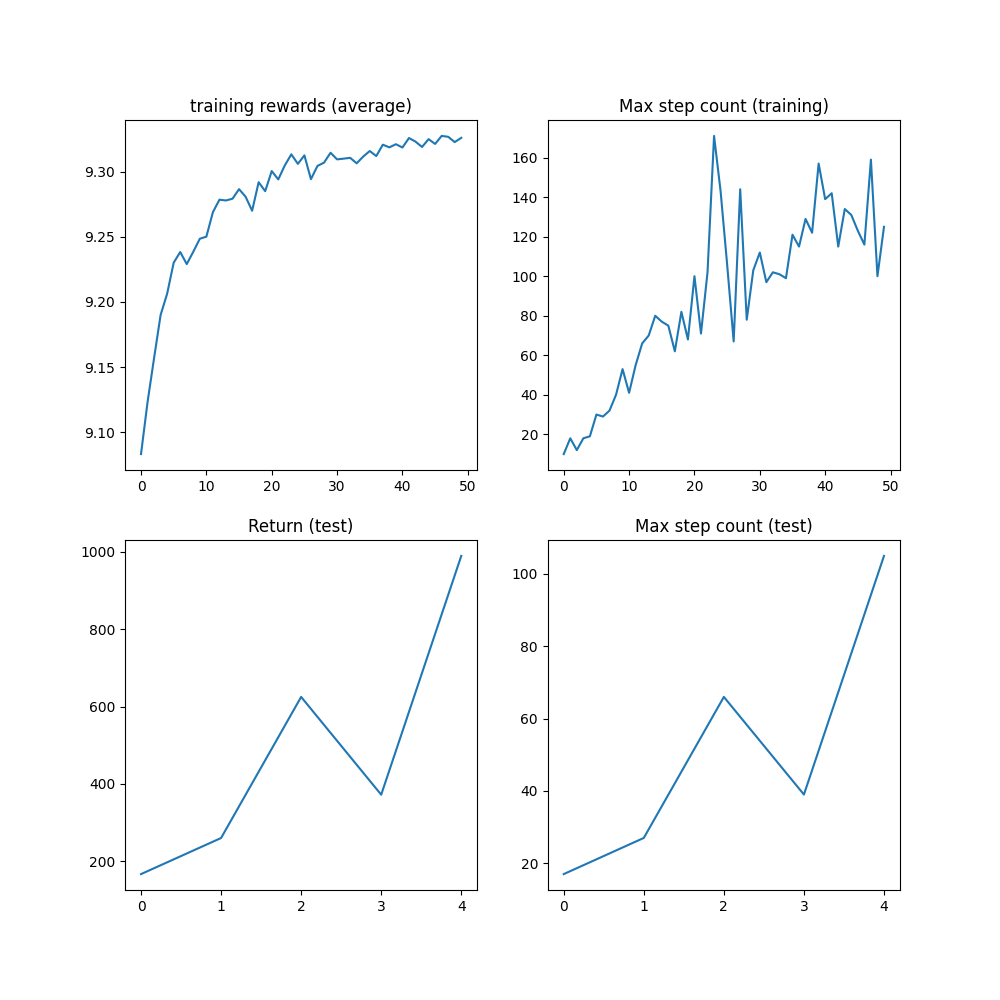 training rewards (average)
9.30
9.25
9.20
9.15
9.10
0 10 20 30 40 50
Max step count (training)
160
140
120
100
80
60
40
20
0 10 20 30 40 50
Return (test)
1000
800
600
400
200
0 1 2 3 4
Max step count (test)
100
80
60
40
20
0 1 2 3 4